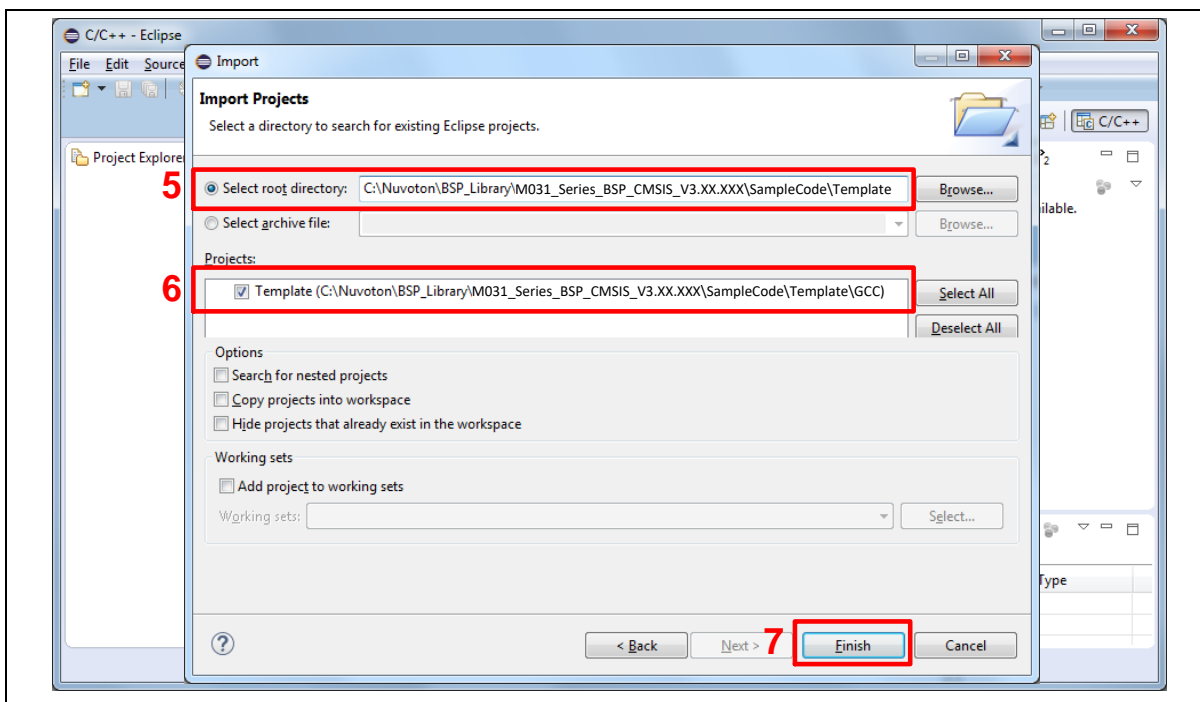 C/C++ - Eclipse
File Edit Source
Import
Import Projects
Select a directory to search for existing Eclipse projects.
C/C++
Project Explorer
2
5 Select root directory: C:\Nuvoton\BSP_Library\M031_Series_BSP_CMSIS_V3.XX.XXX\SampleCode\Template Browse...
ilable.
Select archive file: Browse...
Projects:
6 Template (C:\Nuvoton\BSP_Library\M031_Series_BSP_CMSIS_V3.XX.XXX\SampleCode\Template\GCC) Select All
Deselect All
Options
Search for nested projects
Copy projects into workspace
Hide projects that already exist in the workspace
Working sets
Add project to working sets
Working sets: Select...
Type
? < Back Next > 7 Finish Cancel